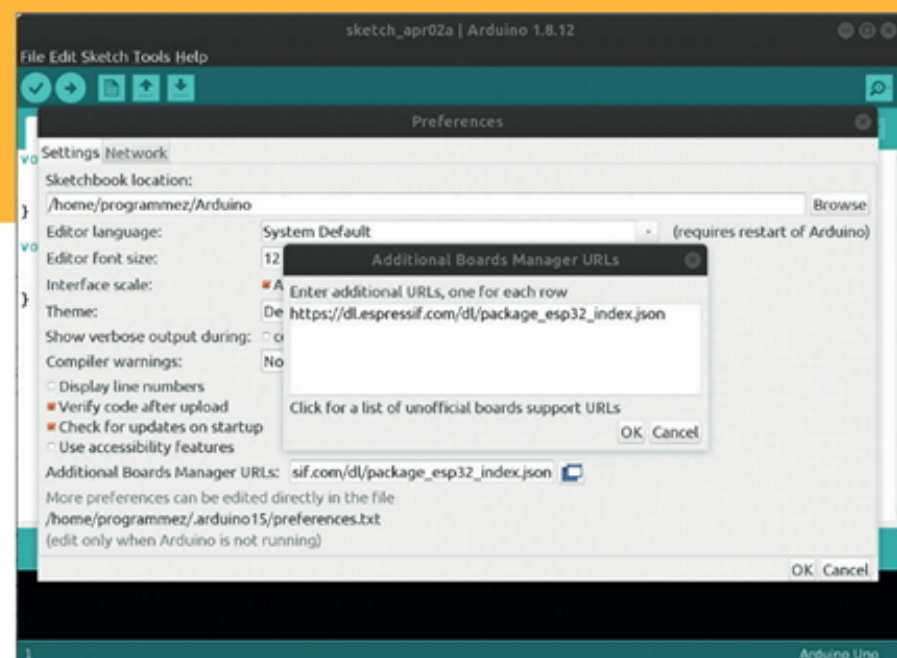 sketch_apr02a | Arduino 1.8.12
File Edit Sketch Tools Help
Preferences
vo
Settings Network
Sketchbook location:
}
/home/programmez/Arduino Browse
Editor language: System Default (requires restart of Arduino)
vo
Editor font size: 12
Additional Boards Manager URLs
Interface scale: A
Enter additional URLs, one for each row
}
Theme: De
https://dl.espressif.com/dl/package_esp32_index.json
Show verbose output during: co
Compiler warnings: No
Display line numbers
Verify code after upload
Click for a list of unofficial boards support URLs
Check for updates on startup
OK Cancel
Use accessibility features
Additional Boards Manager URLs: sif.com/dl/package_esp32_index.json
More preferences can be edited directly in the file
/home/programmez/.arduino15/preferences.txt
(edit only when Arduino is not running)
OK Cancel
1 Arduino Uno